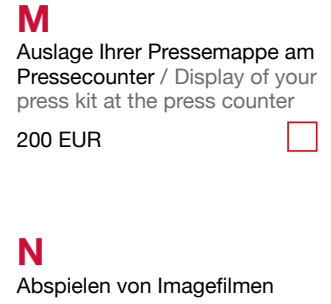 M
Auslage Ihrer Pressemappe am
Pressecounter / Display of your
press kit at the press counter
200 EUR
N
Abspielen von Imagefilmen